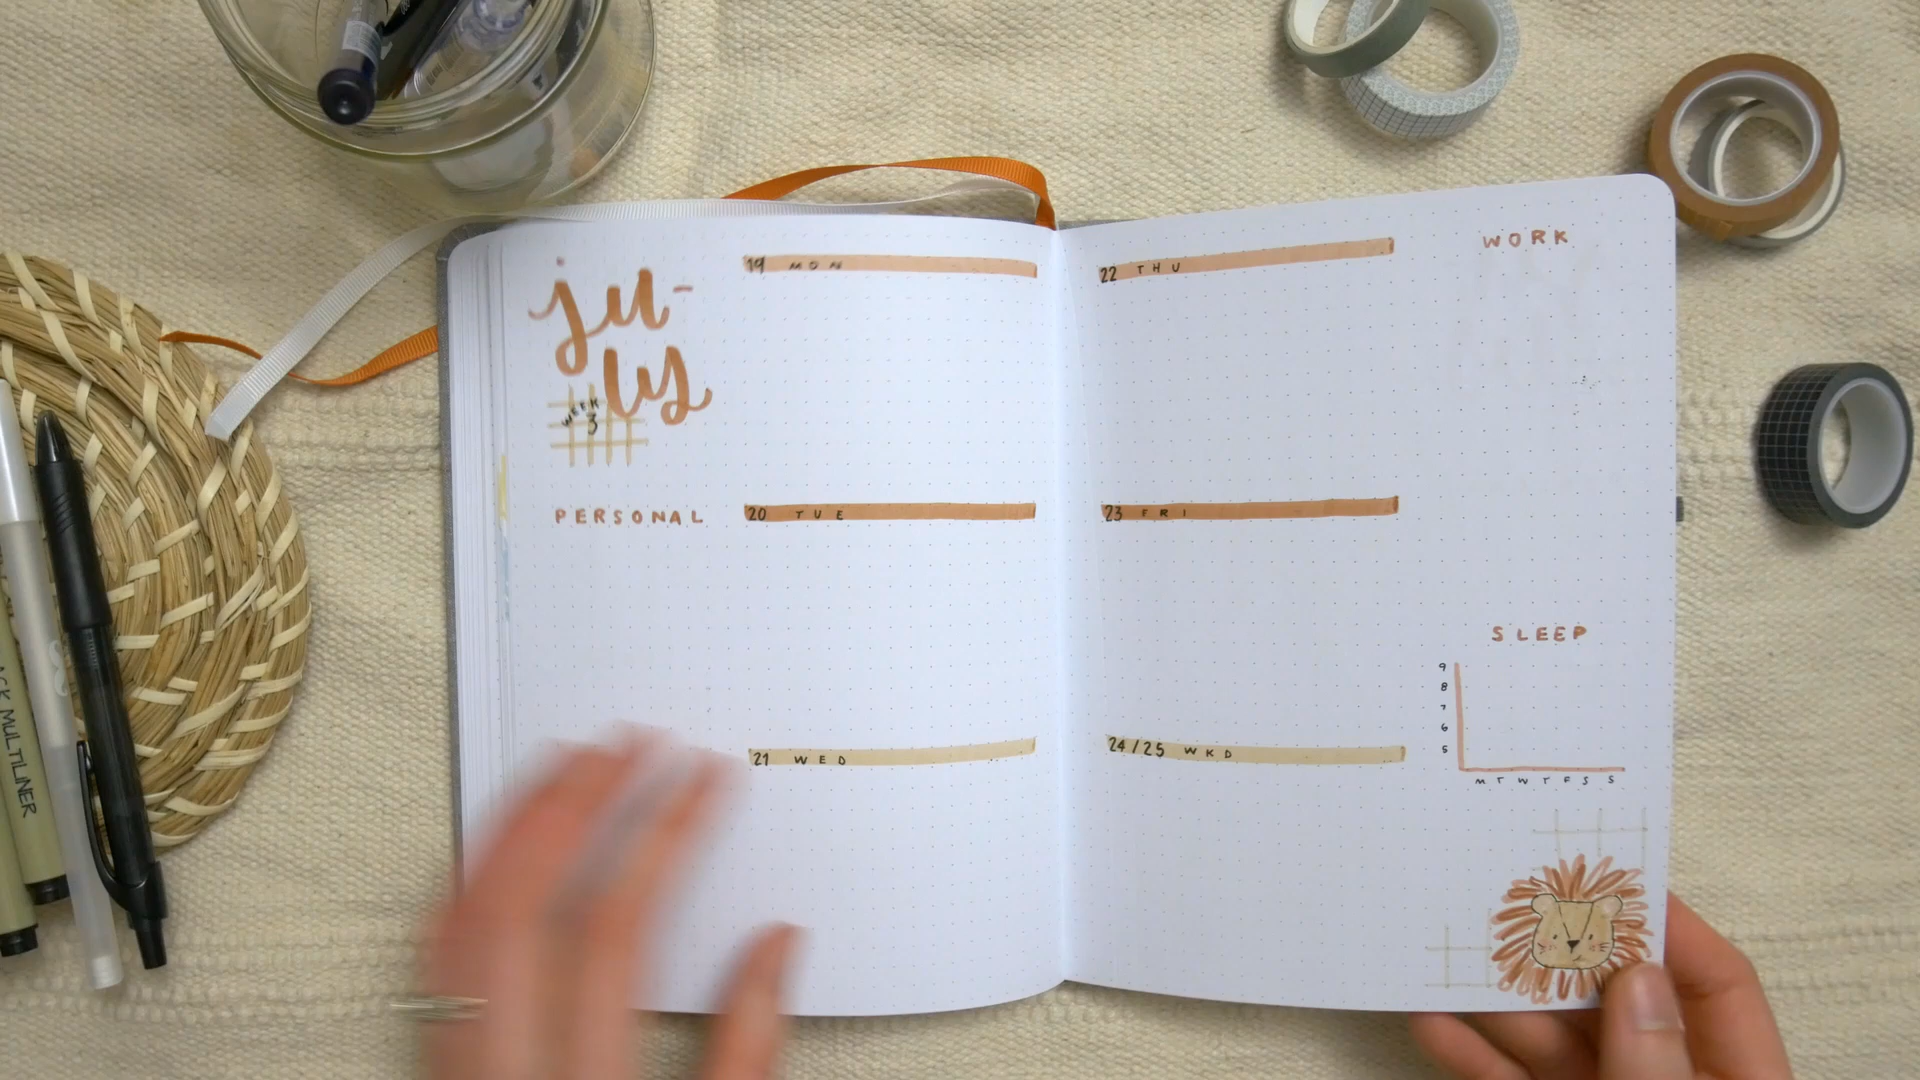 ju-
ly
WEEK
3
PERSONAL
19 MON
20 TUE
21 WED
22 THU
23 FRI
24/25 WKD
WORK
SLEEP
9
8
7
6
5
M T W T F S S
MULTILINER